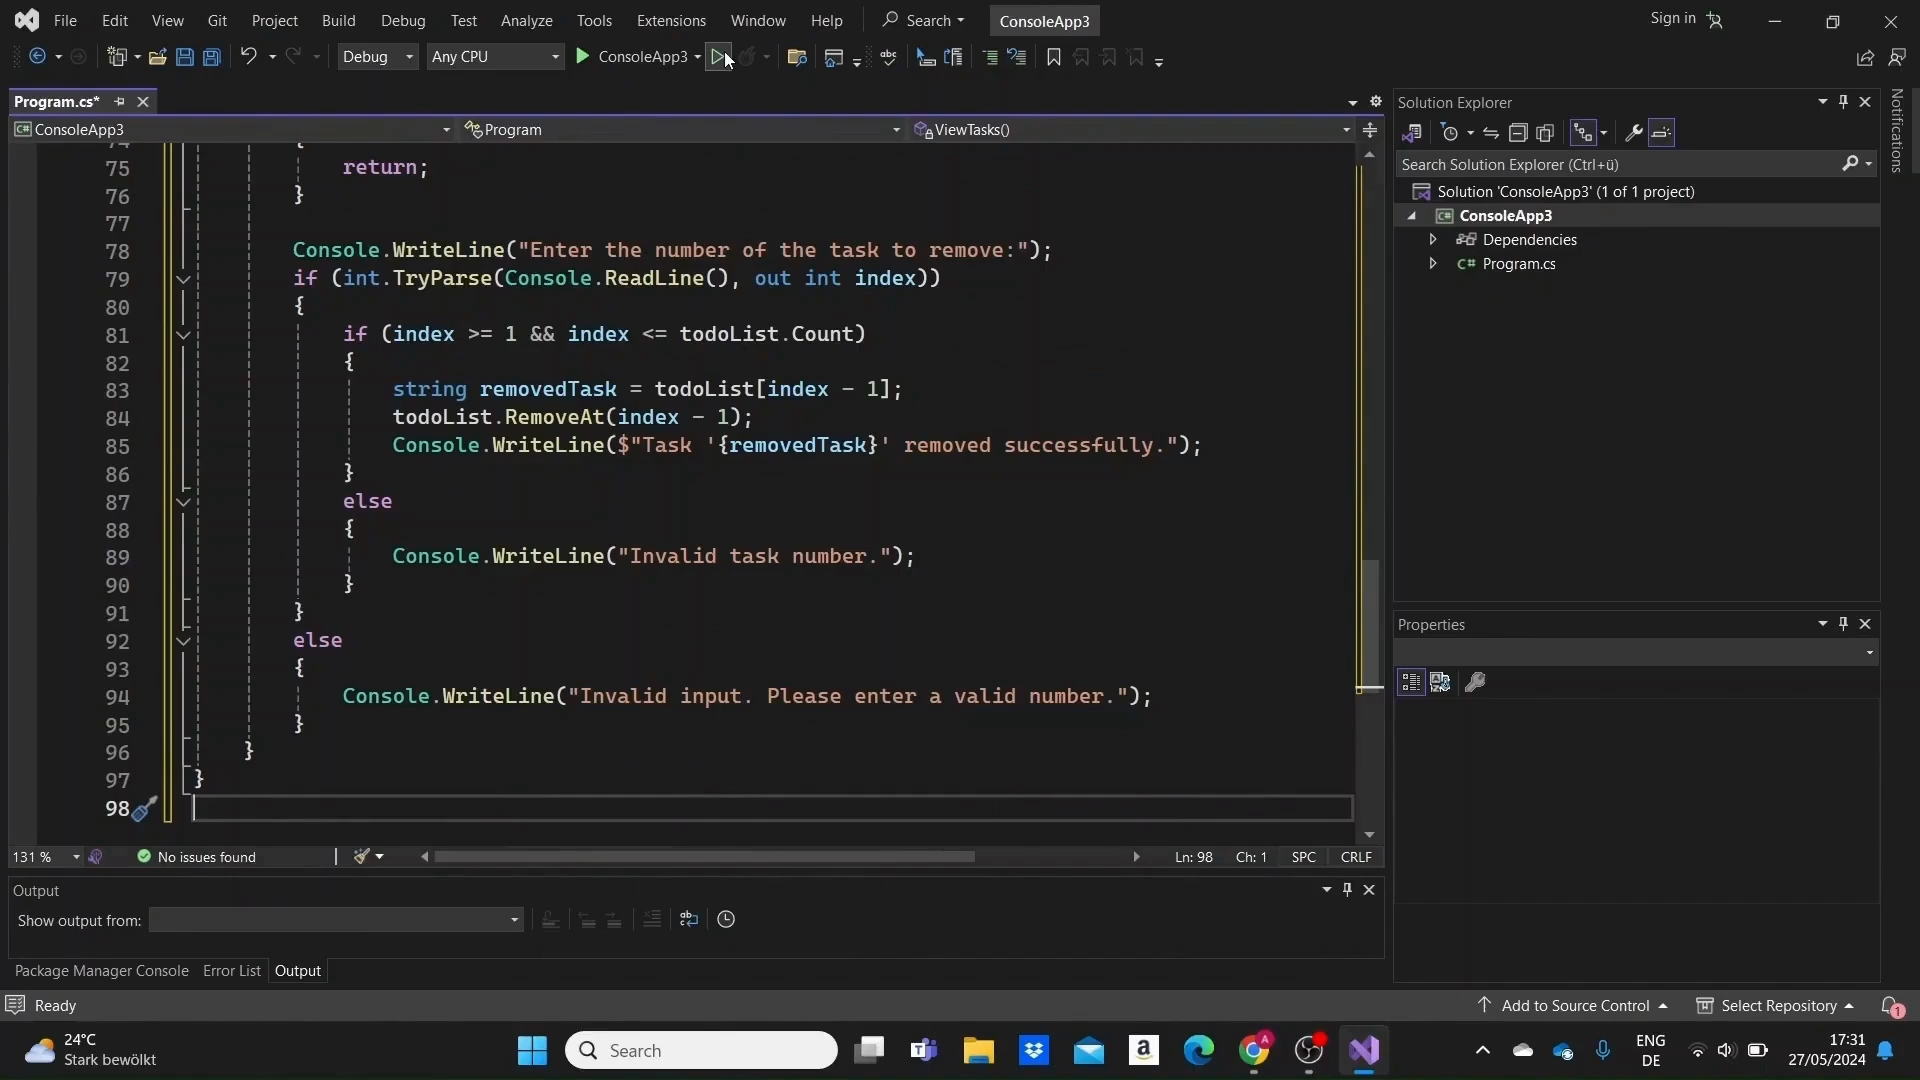 File Edit View Git Project Build Debug Test Analyze Tools Extensions Window Help Search ConsoleApp3 Sign in
Debug Any CPU ConsoleApp3
Program.cs*
ConsoleApp3 Program ViewTasks()
75 return;
76 }
77
78 Console.WriteLine("Enter the number of the task to remove:");
79 if (int.TryParse(Console.ReadLine(), out int index))
80 {
81 if (index >= 1 && index <= todoList.Count)
82 {
83 string removedTask = todoList[index - 1];
84 todoList.RemoveAt(index - 1);
85 Console.WriteLine($"Task '{removedTask}' removed successfully.");
86 }
87 else
88 {
89 Console.WriteLine("Invalid task number.");
90 }
91 }
92 else
93 {
94 Console.WriteLine("Invalid input. Please enter a valid number.");
95 }
96 }
97 }
98
131 % No issues found Ln: 98 Ch: 1 SPC CRLF
Output
Show output from:
Package Manager Console Error List Output
Solution Explorer
Search Solution Explorer (Ctrl+ü)
Solution 'ConsoleApp3' (1 of 1 project)
ConsoleApp3
Dependencies
C# Program.cs
Properties
Notifications
Ready Add to Source Control Select Repository 1
24°C
Stark bewölkt
Search
ENG
DE
17:31
27/05/2024